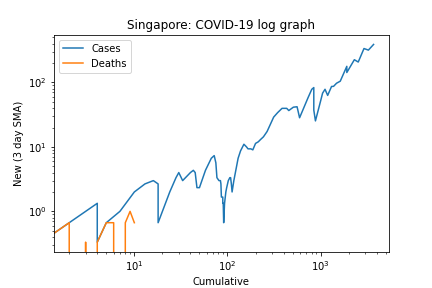 Singapore: COVID-19 log graph
Cases
Deaths
New (3 day SMA)
10²
10¹
10⁰
10¹ 10² 10³
Cumulative